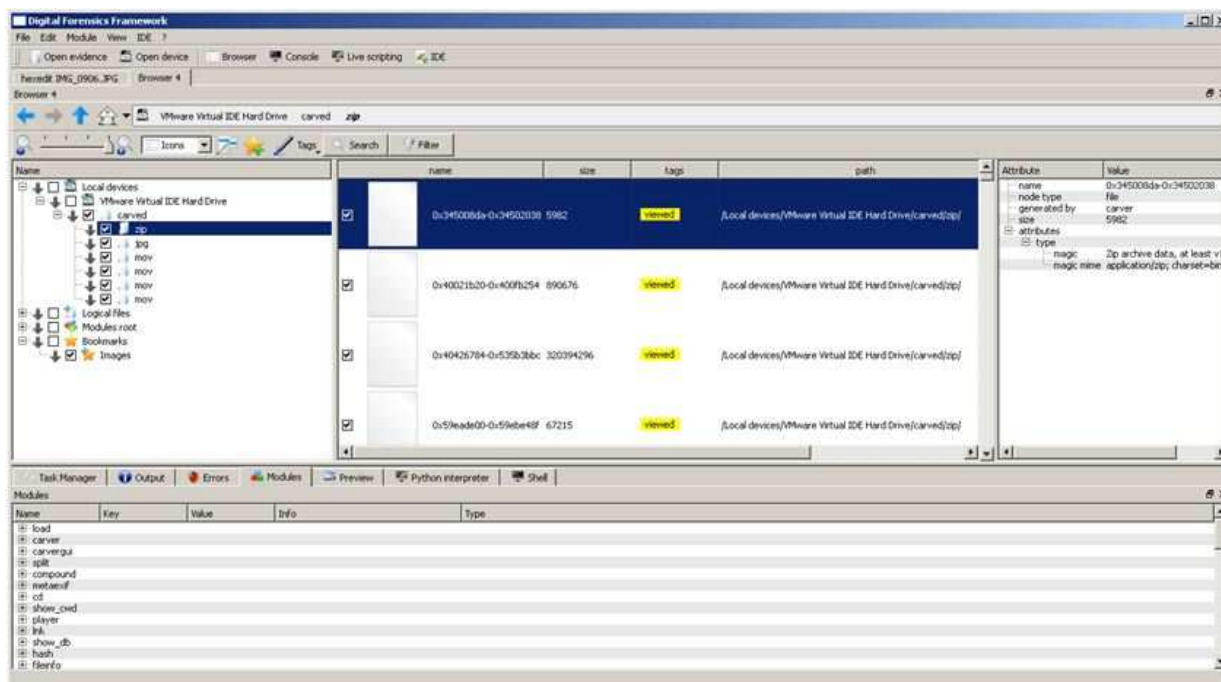 Digital Forensics Framework
File Edit Module View IDE ?
Open evidence Open device Browser Console Live scripting IDE
hexedit IMG_0906.JPG Browser 4
Browser 4
VMware Virtual IDE Hard Drive carved zip
Icons Tags Search Filter
Name
Local devices
VMware Virtual IDE Hard Drive
carved
zip
jpg
mov
mov
mov
mov
Logical files
Modules root
Bookmarks
Images
name size tags path
0x345008da-0x34502038 5982 viewed /Local devices/VMware Virtual IDE Hard Drive/carved/zip/
0x40021b20-0x400fb254 890676 viewed /Local devices/VMware Virtual IDE Hard Drive/carved/zip/
0x40426784-0x535b3bbc 320394296 viewed /Local devices/VMware Virtual IDE Hard Drive/carved/zip/
0x59eade00-0x59ebe48f 67215 viewed /Local devices/VMware Virtual IDE Hard Drive/carved/zip/
Attribute Value
name 0x345008da-0x34502038
node type file
generated by carver
size 5982
attributes
type
magic Zip archive data, at least v
magic mime application/zip; charset=bin
Task Manager Output Errors Modules Preview Python interpreter Shell
Modules
Name Key Value Info Type
load
carver
carvergui
split
compound
metaexif
cd
show_cwd
player
lnk
show_db
hash
fileinfo